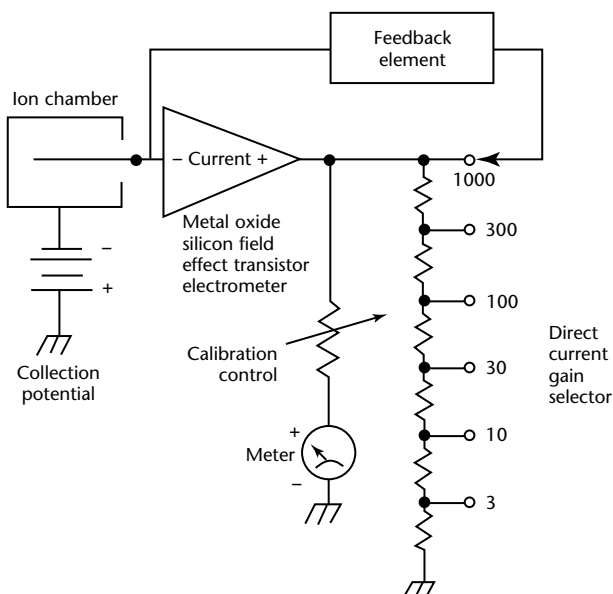 Feedback
element
Ion chamber
− Current +
1000
Metal oxide
silicon field
effect transistor
electrometer
−
+
300
100
Collection
potential
Calibration
control
30
Direct
current
gain
selector
10
+
Meter
−
3